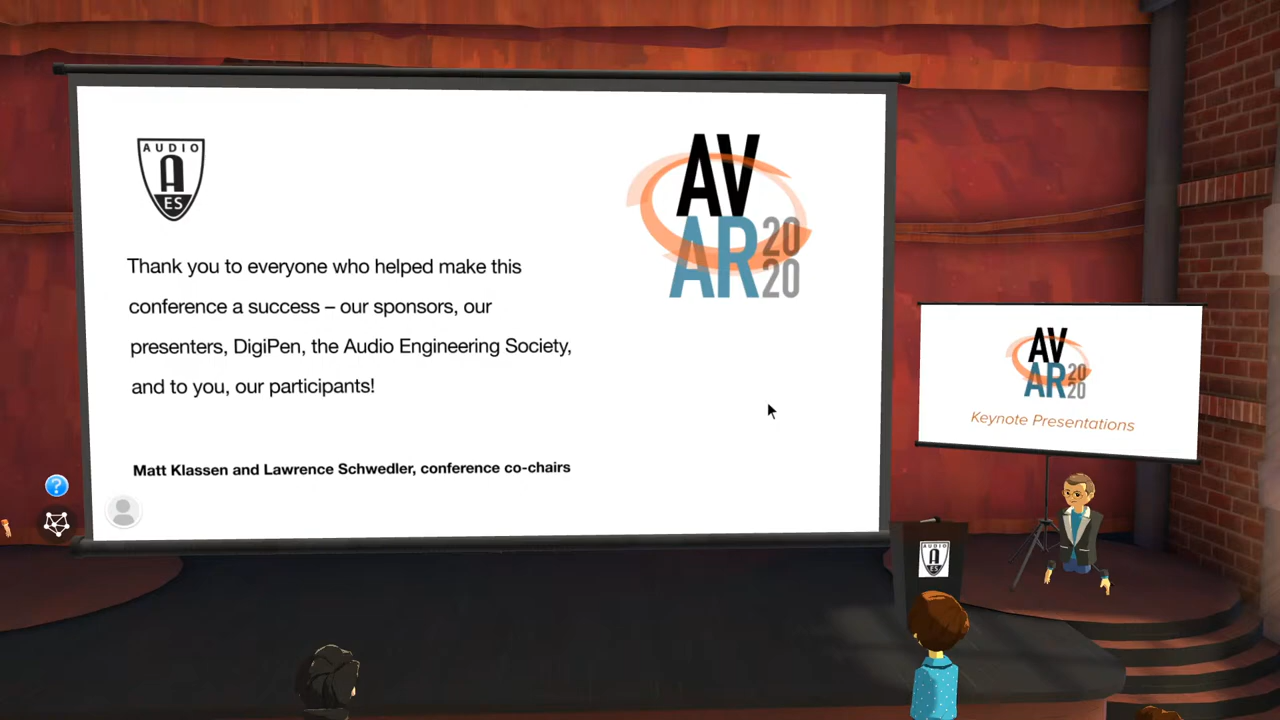 AUDIO
A
ES
AV
AR 20
20
Thank you to everyone who helped make this
conference a success – our sponsors, our
presenters, DigiPen, the Audio Engineering Society,
and to you, our participants!
Matt Klassen and Lawrence Schwedler, conference co-chairs
AV
AR 20
20
Keynote Presentations
?
AUDIO
A
ES